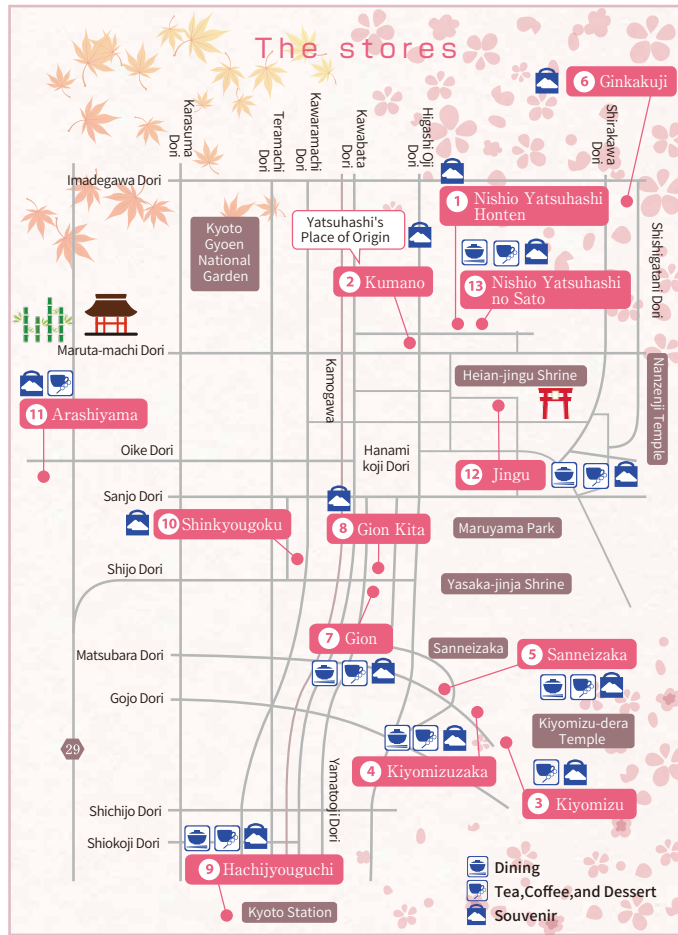 The stores
6 Ginkakuji
Karasuma
Dori
Teramachi
Dori
Kawaramachi
Dori
Kawabata
Dori
Higashi Oji
Dori
Shirakawa
Dori
Imadegawa Dori
1 Nishio Yatsuhashi
Honten
Kyoto
Gyoen
National
Garden
Yatsuhashi's
Place of Origin
2 Kumano
13 Nishio Yatsuhashi
no Sato
Shishigatani Dori
Maruta-machi Dori
Kamogawa
Heian-jingu Shrine
Nanzenji Temple
11 Arashiyama
Oike Dori
Hanami
koji Dori
12 Jingu
Sanjo Dori
10 Shinkyougoku
8 Gion Kita
Maruyama Park
Shijo Dori
Yasaka-jinja Shrine
7 Gion
Sanneizaka
5 Sanneizaka
Matsubara Dori
Gojo Dori
Kiyomizu-dera
Temple
29
4 Kiyomizuzaka
3 Kiyomizu
Yamatooji Dori
Shichijo Dori
Shiokoji Dori
9 Hachijyouguchi
Kyoto Station
Dining
Tea,Coffee,and Dessert
Souvenir